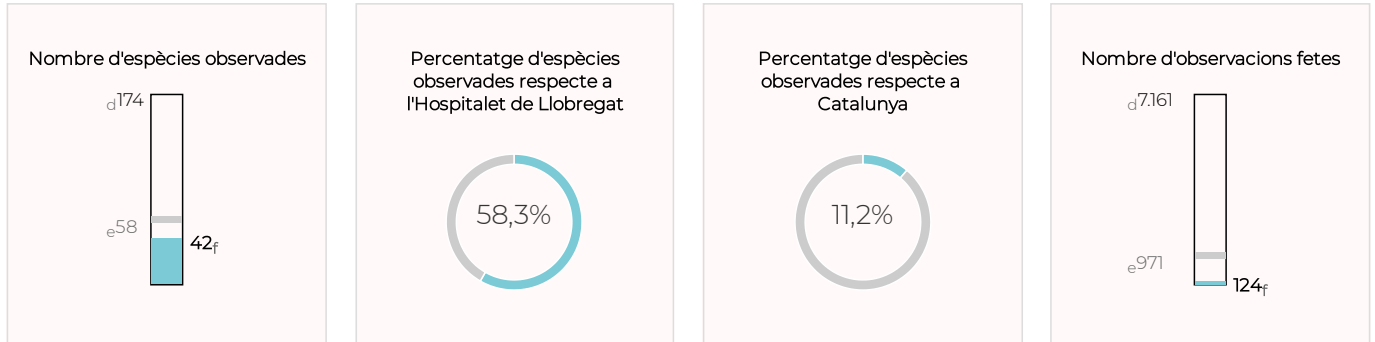 Nombre d'espècies observades
d174
e58
42f
Percentatge d'espècies
observades respecte a
l'Hospitalet de Llobregat
58,3%
Percentatge d'espècies
observades respecte a
Catalunya
11,2%
Nombre d'observacions fetes
d7.161
e971
124f